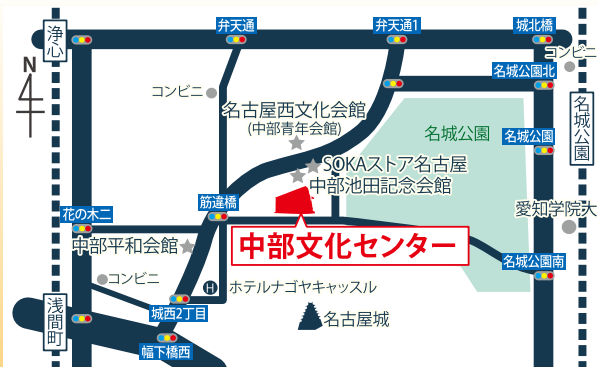 浄心
弁天通
弁天通1
城北橋
コンビニ
N
名城公園北
コンビニ
名古屋西文化会館
(中部青年会館)
名城公園
名城公園
名城公園
SOKAストア名古屋
中部池田記念会館
筋違橋
花の木二
愛知学院大
中部平和会館
中部文化センター
名城公園南
コンビニ
H
ホテルナゴヤキャッスル
浅間町
城西2丁目
名古屋城
幅下橋西